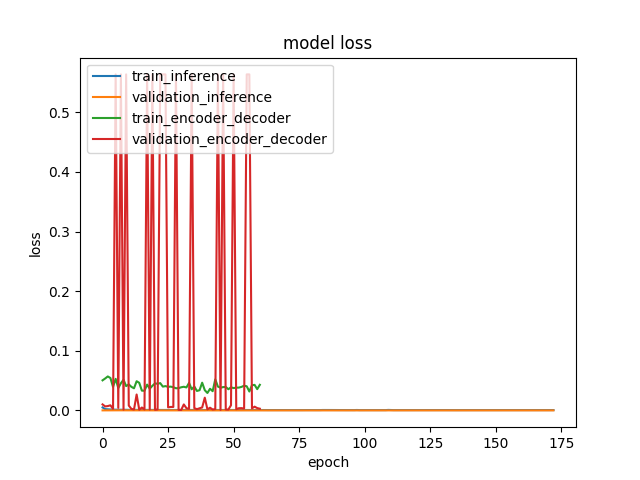 model loss
train_inference
validation_inference
train_encoder_decoder
validation_encoder_decoder
0.5
0.4
0.3
0.2
0.1
0.0
loss
0 25 50 75 100 125 150 175
epoch